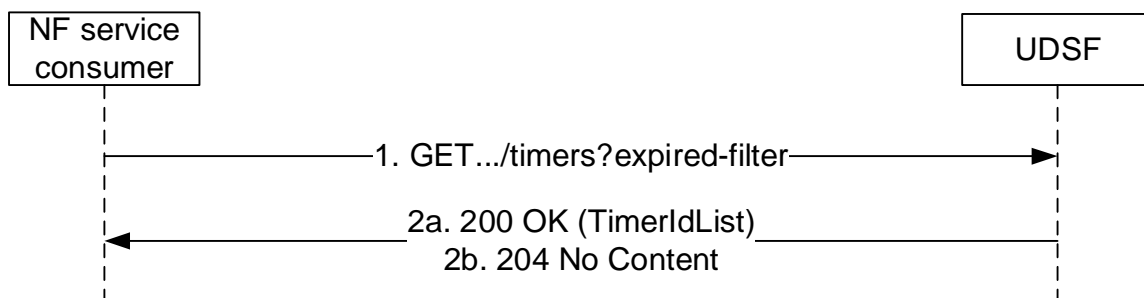 NF service
consumer
UDSF
1. GET.../timers?expired-filter
2a. 200 OK (TimerIdList)
2b. 204 No Content